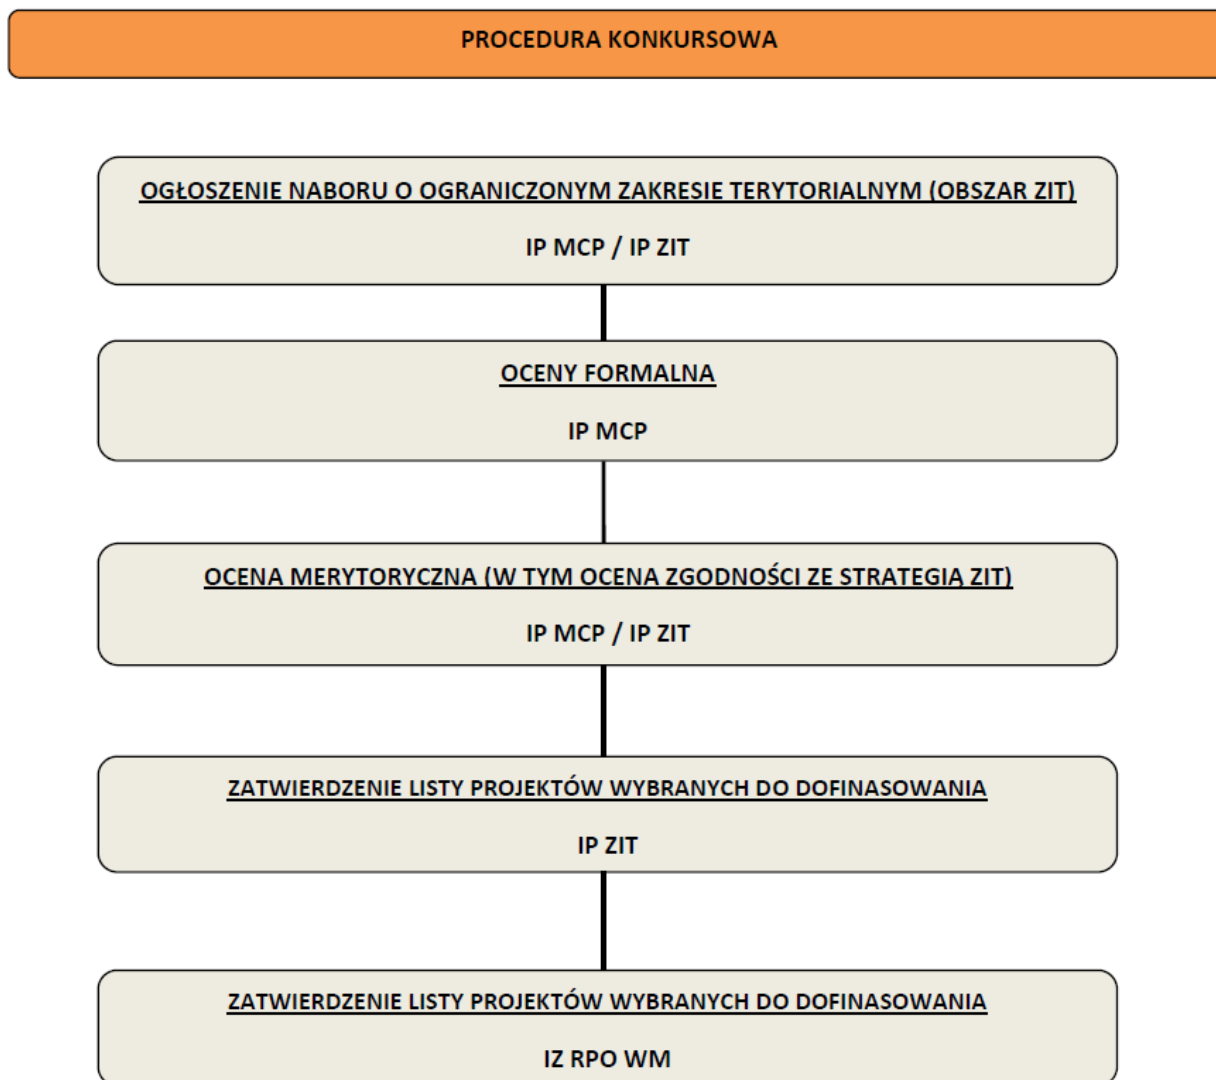 PROCEDURA KONKURSOWA
OGŁOSZENIE NABORU O OGRANICZONYM ZAKRESIE TERYTORIALNYM (OBSZAR ZIT)
IP MCP / IP ZIT
OCENY FORMALNA
IP MCP
OCENA MERYTORYCZNA (W TYM OCENA ZGODNOŚCI ZE STRATEGIĄ ZIT)
IP MCP / IP ZIT
ZATWIERDZENIE LISTY PROJEKTÓW WYBRANYCH DO DOFINASOWANIA
IP ZIT
ZATWIERDZENIE LISTY PROJEKTÓW WYBRANYCH DO DOFINASOWANIA
IZ RPO WM